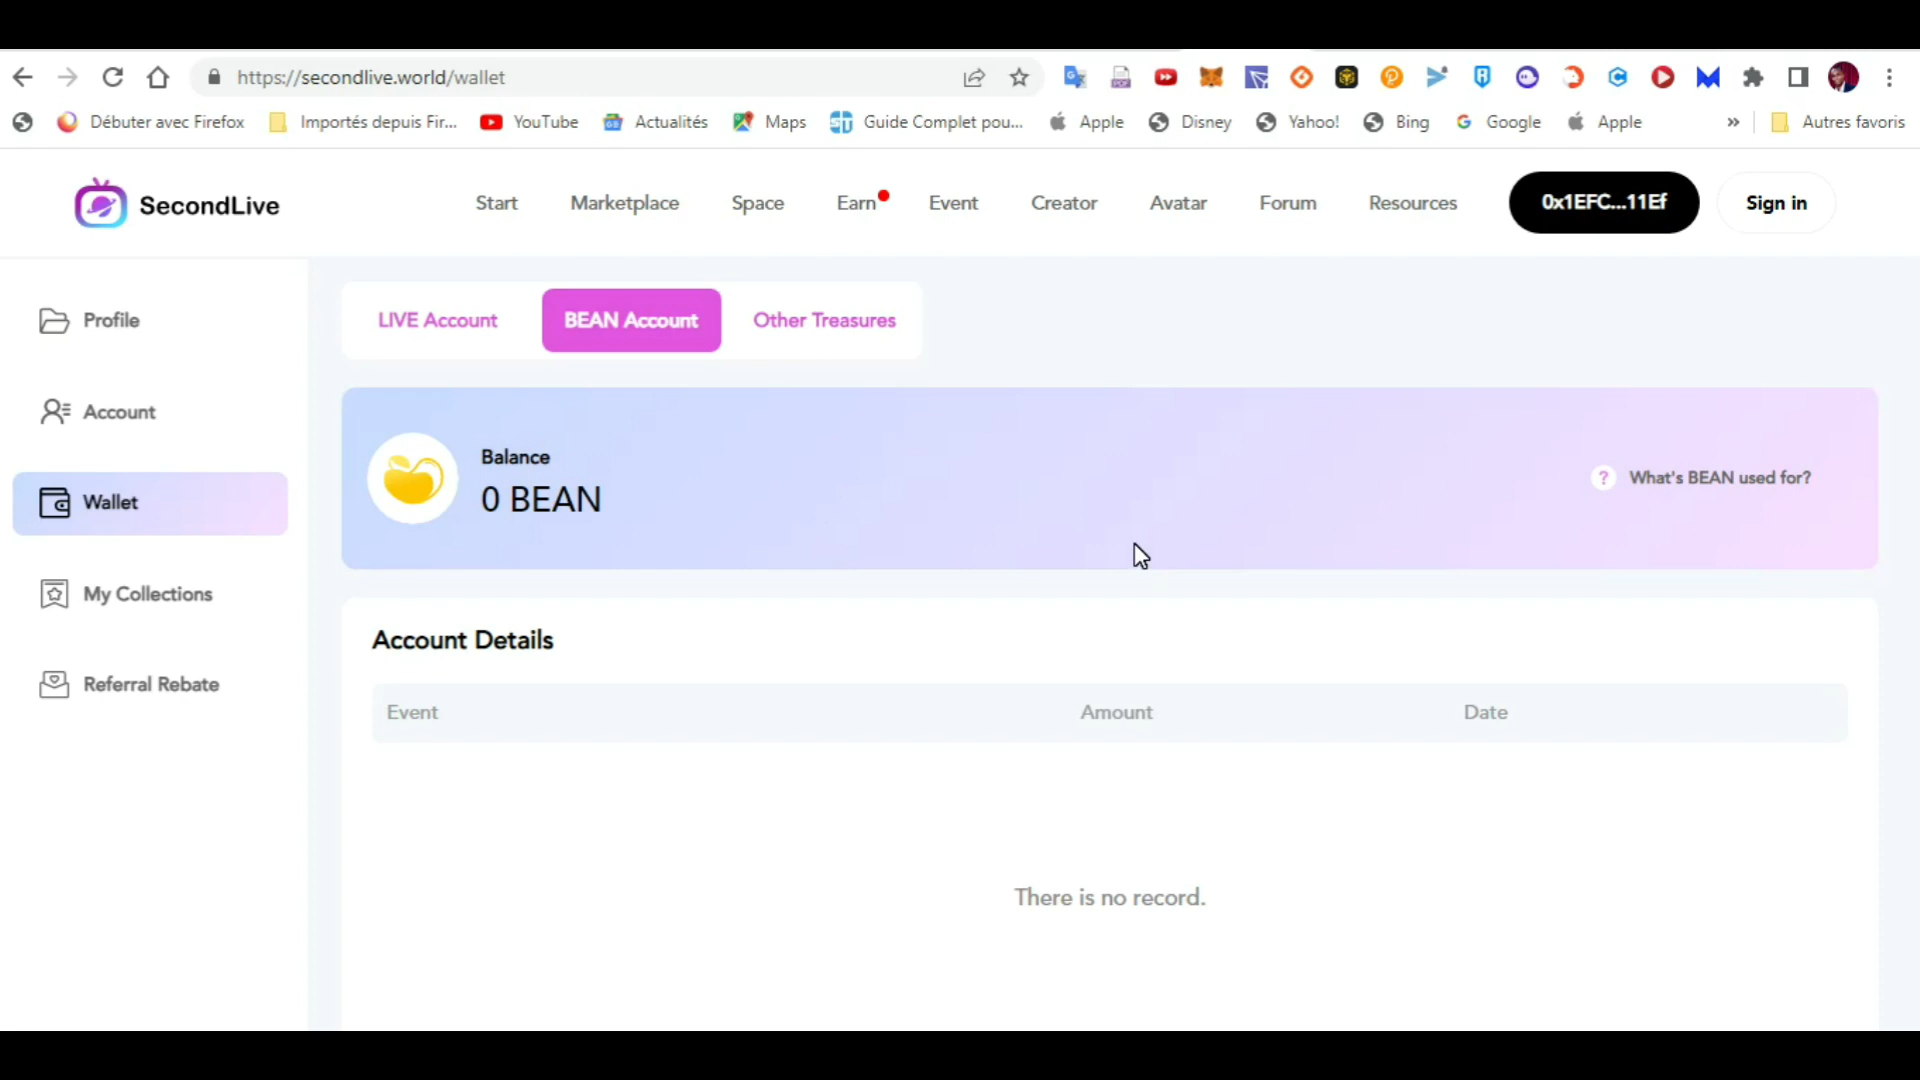 https://secondlive.world/wallet
Débuter avec Firefox
Importés depuis Fir...
YouTube
Actualités
Maps
Guide Complet pou...
Apple
Disney
Yahoo!
Bing
Google
Apple
»
Autres favoris
SecondLive
Start
Marketplace
Space
Earn
Event
Creator
Avatar
Forum
Resources
0x1EFC...11Ef
Sign in
Profile
Account
Wallet
My Collections
Referral Rebate
LIVE Account
BEAN Account
Other Treasures
Balance
0 BEAN
? What's BEAN used for?
Account Details
Event
Amount
Date
There is no record.